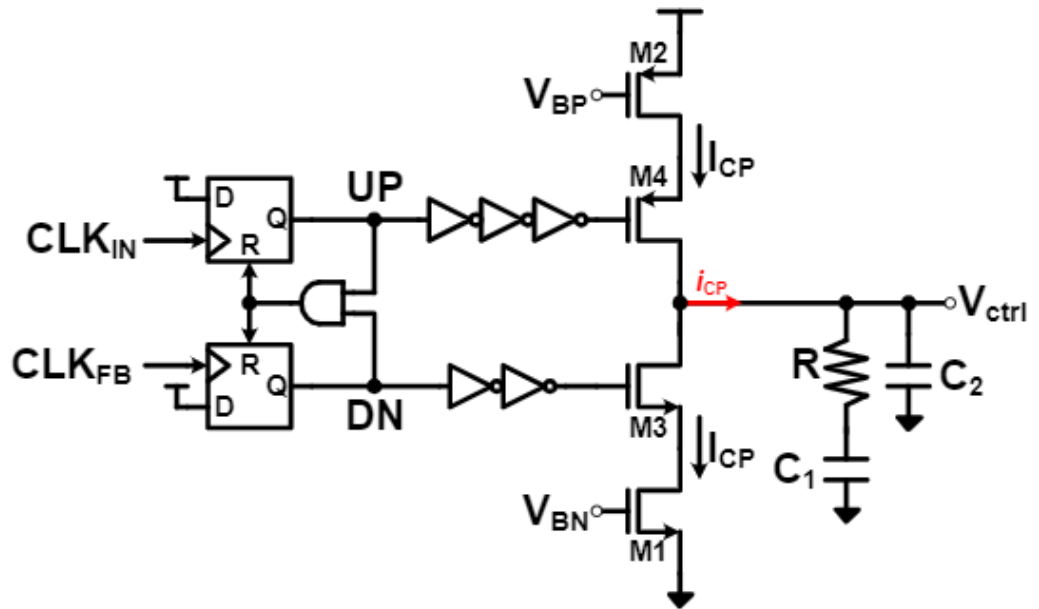 M2
V_BP
I_CP
M4
UP
D
Q
CLK_IN
R
i_CP
V_ctrl
CLK_FB
R
Q
D
DN
R
C_2
M3
I_CP
C_1
V_BN
M1